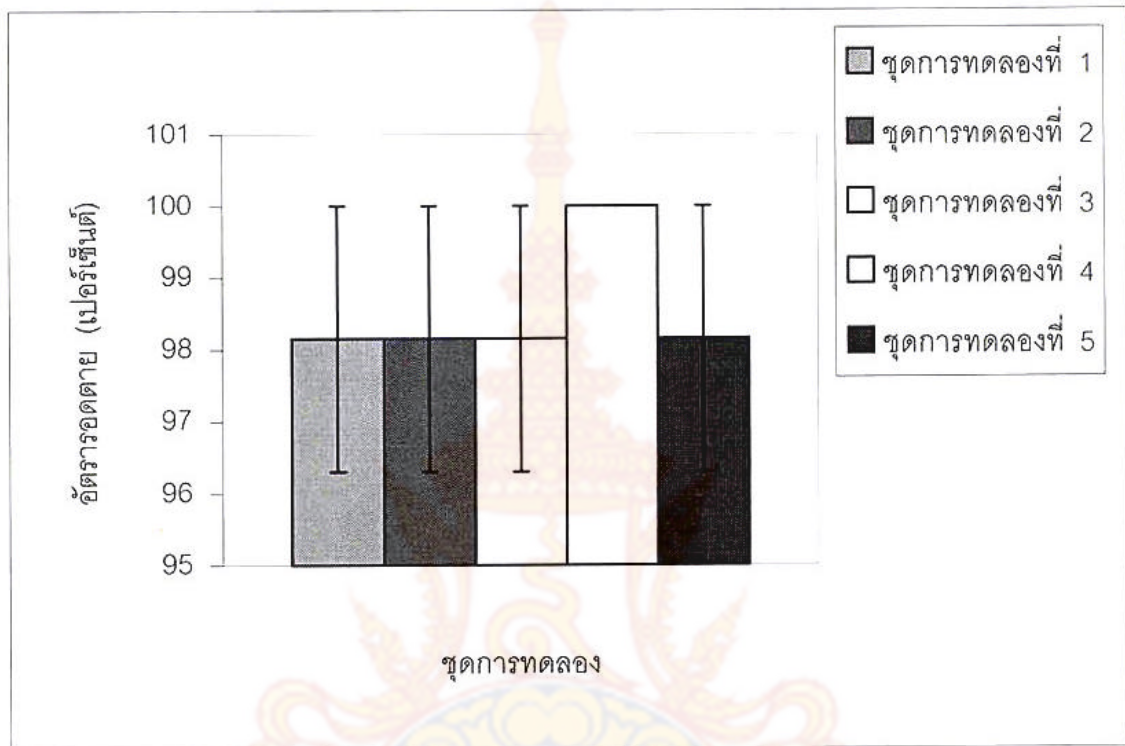 ชุดการทดลองที่ 1
ชุดการทดลองที่ 2
ชุดการทดลองที่ 3
ชุดการทดลองที่ 4
ชุดการทดลองที่ 5
101
100
99
98
97
96
95
อัตรารอดตาย (เปอร์เซ็นต์)
ชุดการทดลอง